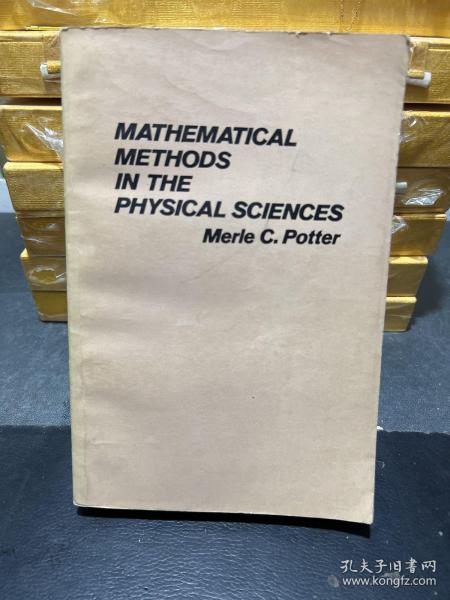 MATHEMATICAL
METHODS
IN THE
PHYSICAL SCIENCES
Merle C. Potter
孔夫子旧书网
www.kongfz.com